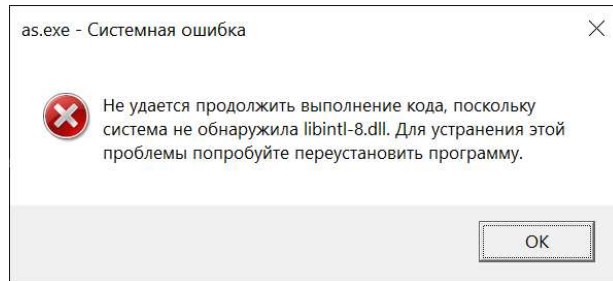 as.exe - Системная ошибка
Не удается продолжить выполнение кода, поскольку
система не обнаружила libintl-8.dll. Для устранения этой
проблемы попробуйте переустановить программу.
ОК